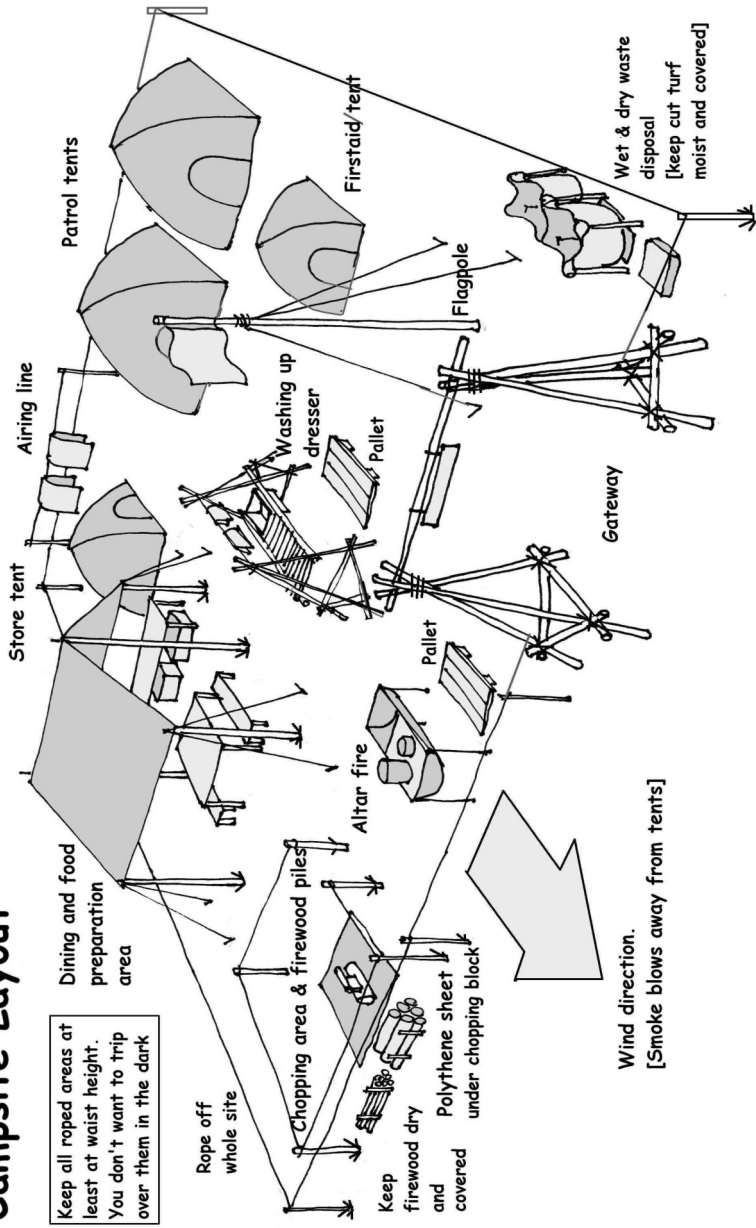 Campsite Layout
Keep all roped areas at
least at waist height.
You don't want to trip
over them in the dark
Dining and food
preparation
area
Store tent
Airing line
Patrol tents
Firstaid tent
Flagpole
Washing up
dresser
Pallet
Rope off
whole site
Chopping area & firewood piles
Altar fire
Pallet
Gateway
Wet & dry waste
disposal
[keep cut turf
moist and covered]
Keep
firewood dry
and
covered
Polythene sheet
under chopping block
Wind direction.
[Smoke blows away from tents]